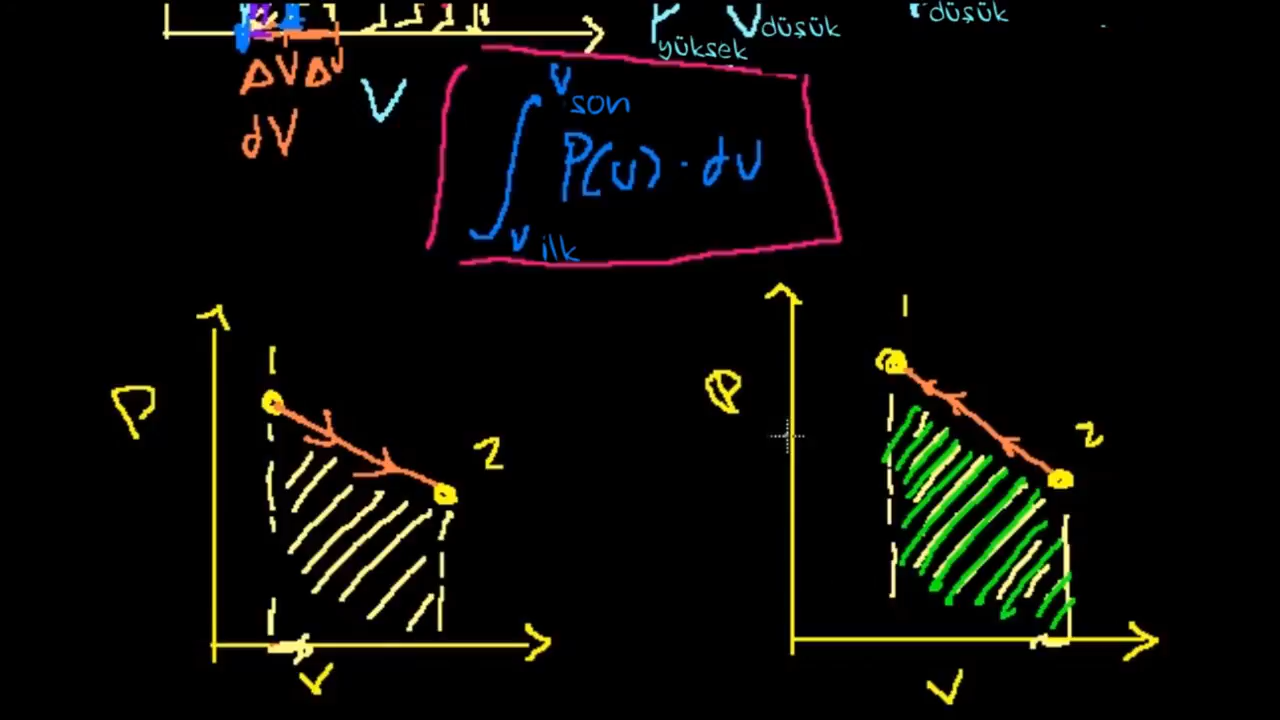 P yüksek V düşük T düşük
ΔV ΔV
dV
V
∫ V ilk V son P(V) · dV
1
P
2
V
1
P
2
V